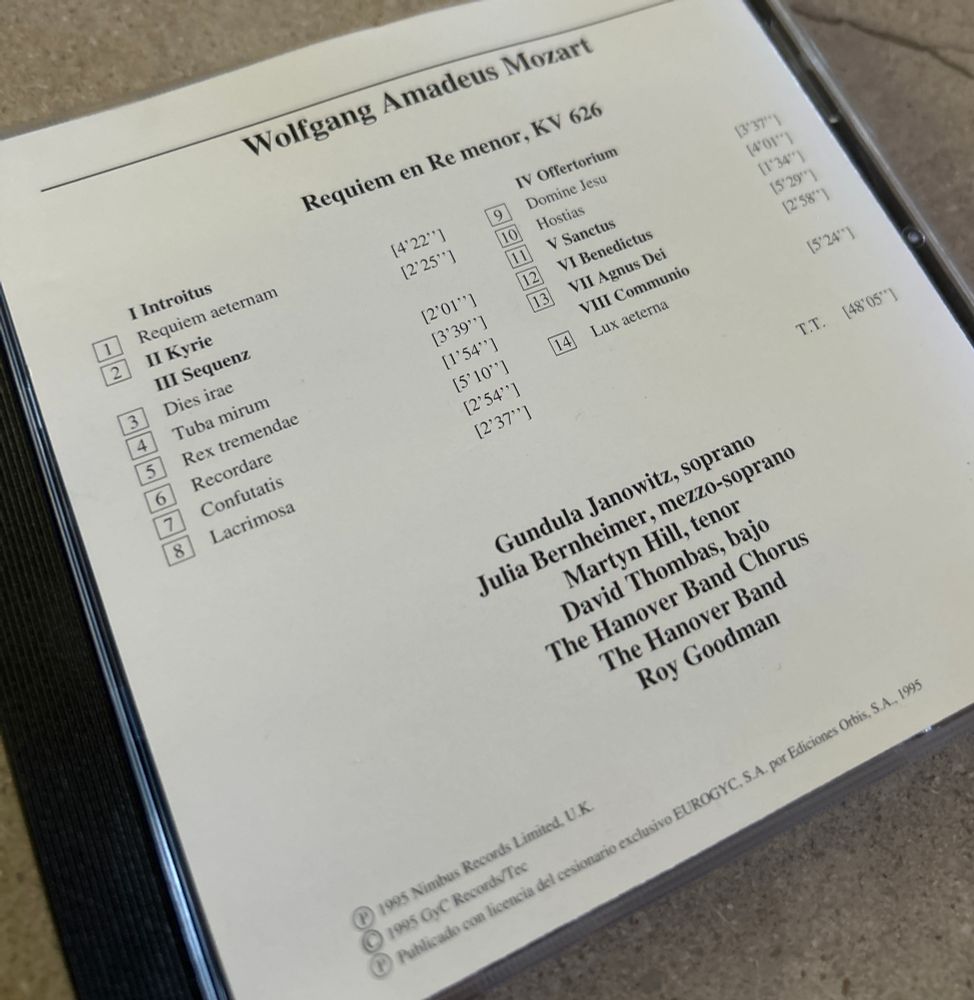 Wolfgang Amadeus Mozart
Requiem en Re menor, KV 626
I Introitus
1 Requiem aeternam [4'22'']
2 II Kyrie [2'25'']
III Sequenz
3 Dies irae [2'01'']
4 Tuba mirum [3'39'']
5 Rex tremendae [1'54'']
6 Recordare [5'10'']
7 Confutatis [2'54'']
8 Lacrimosa [2'37'']
IV Offertorium
9 Domine Jesu [3'37'']
10 Hostias [4'01'']
11 V Sanctus [1'34'']
12 VI Benedictus [5'29'']
13 VII Agnus Dei [2'58'']
VIII Communio
14 Lux aeterna [5'24'']
T.T. [48'05'']
Gundula Janowitz, soprano
Julia Bernheimer, mezzo-soprano
Martyn Hill, tenor
David Thombas, bajo
The Hanover Band Chorus
The Hanover Band
Roy Goodman
Ⓟ 1995 Nimbus Records Limited, U.K.
© 1995 GyC Records/Tec
Ⓟ Publicado con licencia del cesionario exclusivo EUROGYC, S.A. por Ediciones Orbis, S.A., 1995